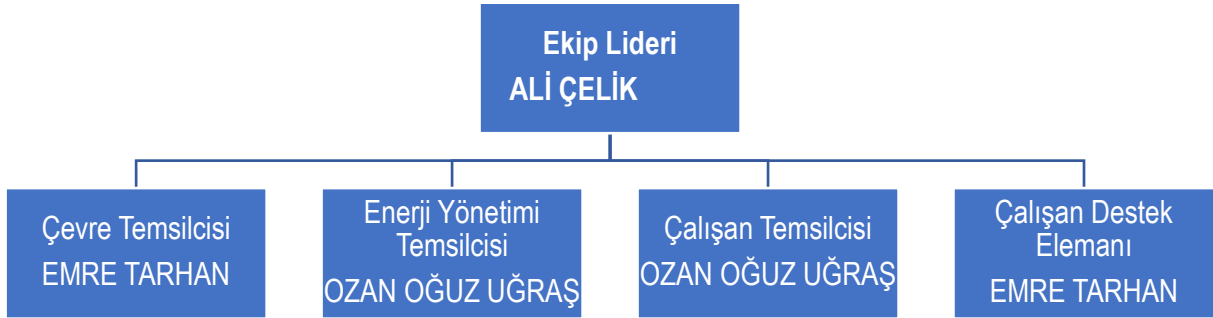 Ekip Lideri
ALİ ÇELİK
Çevre Temsilcisi
EMRE TARHAN
Enerji Yönetimi
Temsilcisi
OZAN OĞUZ UĞRAŞ
Çalışan Temsilcisi
OZAN OĞUZ UĞRAŞ
Çalışan Destek
Elemanı
EMRE TARHAN